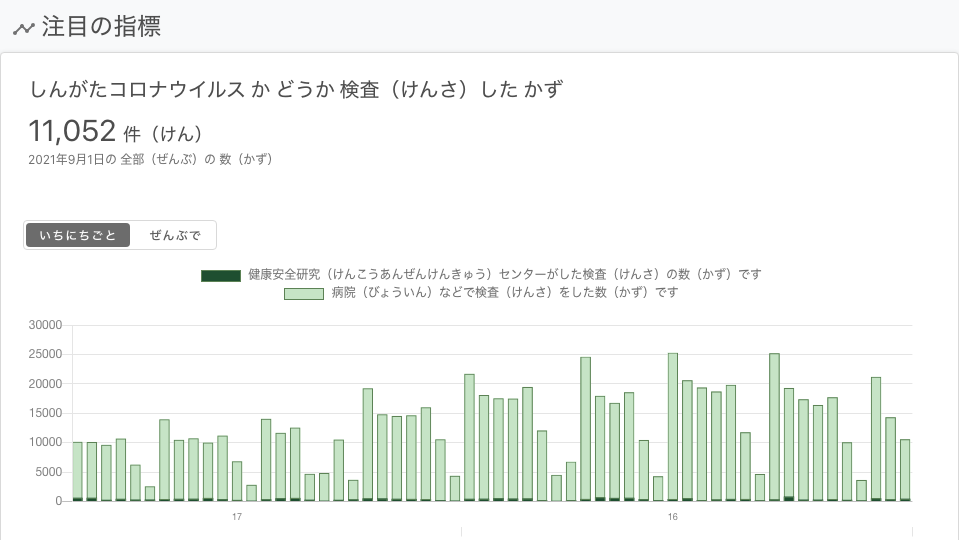 注目の指標
しんがたコロナウイルス か どうか 検査（けんさ）した かず
11,052 件（けん）
2021年9月1日の 全部（ぜんぶ）の 数（かず）
いちにちごと ぜんぶで
健康安全研究（けんこうあんぜんけんきゅう）センターがした検査（けんさ）の数（かず）です
病院（びょういん）などで検査（けんさ）をした数（かず）です
30000
25000
20000
15000
10000
5000
0
17 16